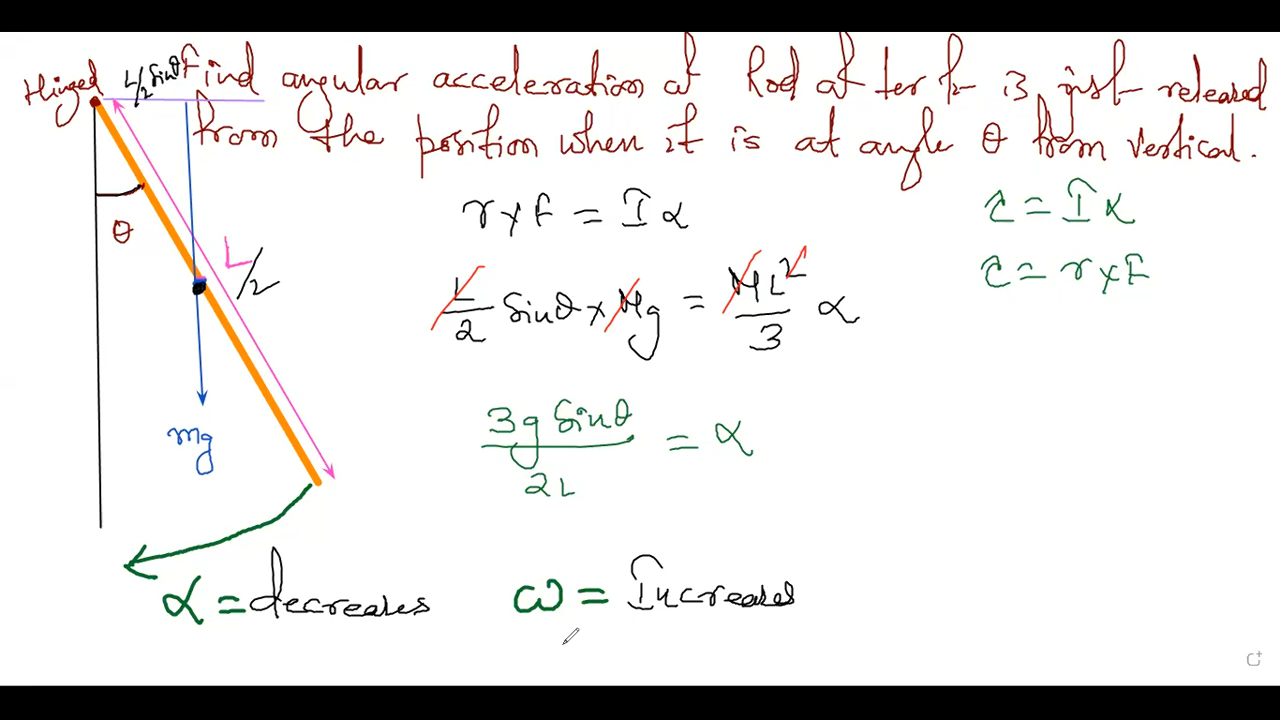 Hinged L/2 sinθ Find angular acceleration of Rod after it is just released
from the position when it is at angle θ from vertical.
r×F = Iα
τ = Iα
τ = r×F
θ
L
L/2
L/2 sinθ × Mg = ML²/3 α
3g sinθ/2L = α
mg
α = decreases
ω = Increases